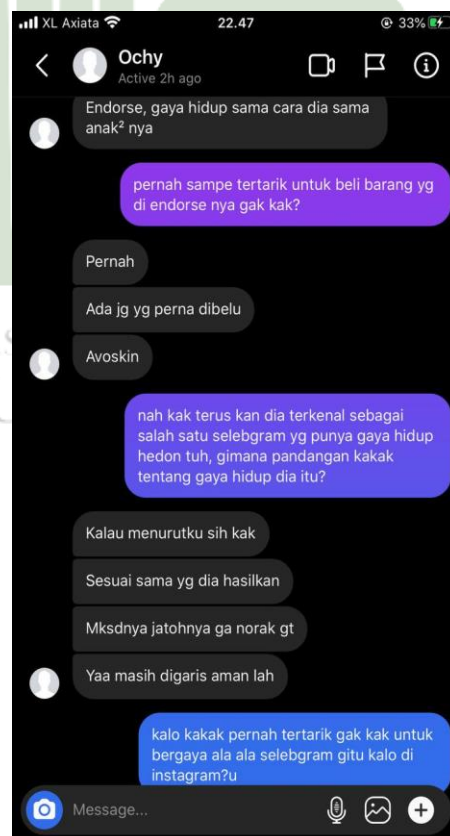 XL Axiata 22.47 33%
Ochy
Active 2h ago
Endorse, gaya hidup sama cara dia sama
anak² nya
pernah sampe tertarik untuk beli barang yg
di endorse nya gak kak?
Pernah
Ada jg yg perna dibelu
Avoskin
nah kak terus kan dia terkenal sebagai
salah satu selebgram yg punya gaya hidup
hedon tuh, gimana pandangan kakak
tentang gaya hidup dia itu?
Kalau menurutku sih kak
Sesuai sama yg dia hasilkan
Mksdnya jatohnya ga norak gt
Yaa masih digaris aman lah
kalo kakak pernah tertarik gak kak untuk
bergaya ala ala selebgram gitu kalo di
instagram?u
Message...